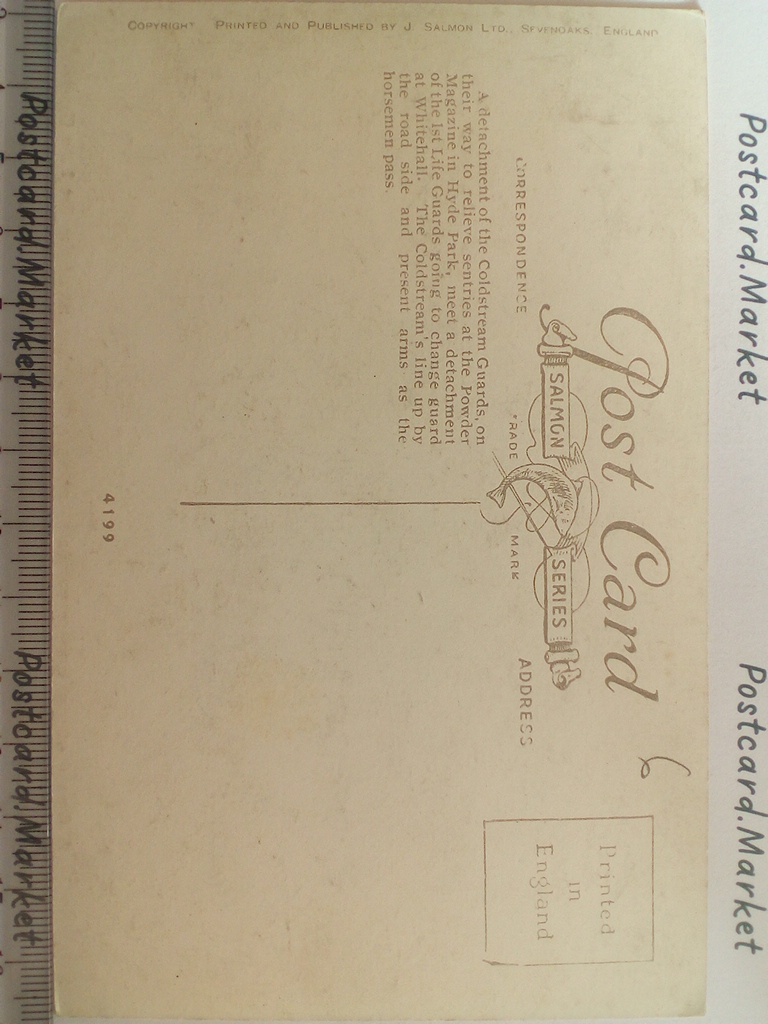 Postcard.Market Postcard.Market
Post Card
SALMON SERIES
TRADE MARK
CORRESPONDENCE
ADDRESS
Printed
in
England
6
A detachment of the Coldstream Guards, on
their way to relieve sentries at the Powder
Magazine in Hyde Park, meet a detachment
of the 1st Life Guards going to change guard
at Whitehall. The Coldstream's line up by
the road side and present arms as the
horsemen pass.
COPYRIGHT PRINTED AND PUBLISHED BY J. SALMON LTD., SEVENOAKS, ENGLAND
4199
Postcard.Market Postcard.Market